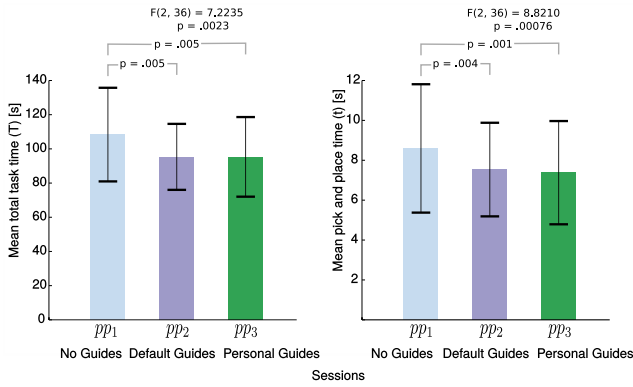 F(2, 36) = 7.2235
p = .0023
p = .005
p = .005
Mean total task time (T) [s]
140
120
100
80
60
40
20
0
pp1
pp2
pp3
No Guides
Default Guides
Personal Guides
F(2, 36) = 8.8210
p = .00076
p = .001
p = .004
Mean pick and place time (t) [s]
12
10
8
6
4
2
pp1
pp2
pp3
No Guides
Default Guides
Personal Guides
Sessions